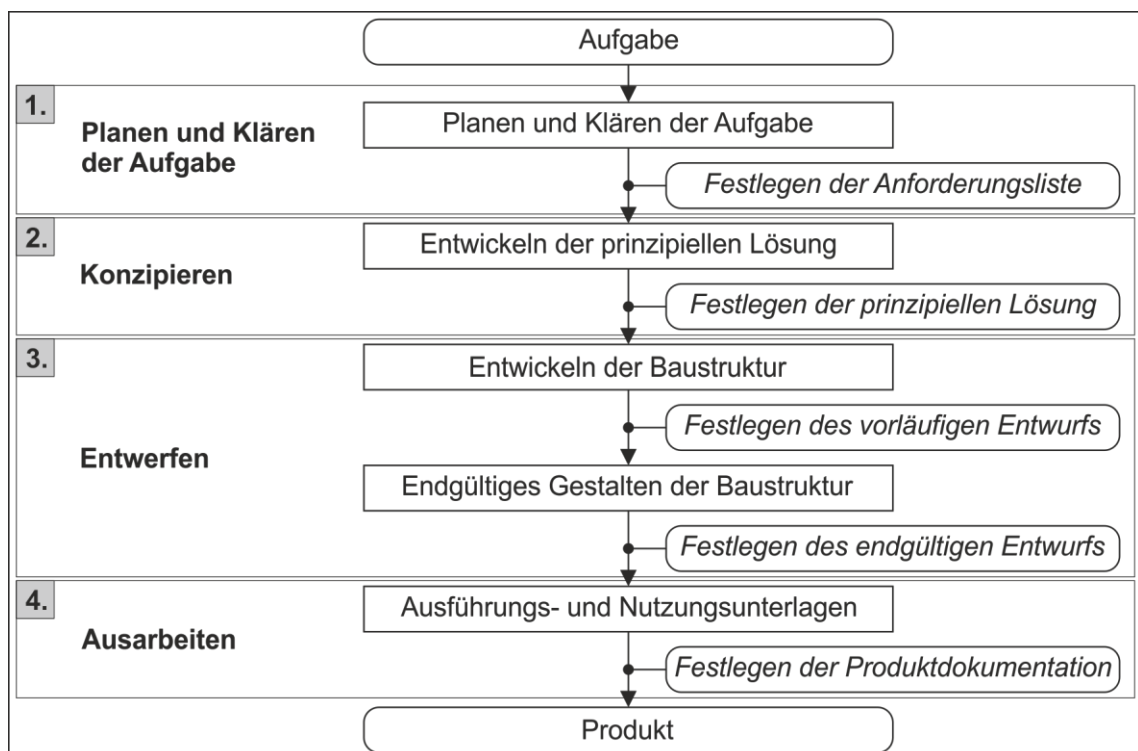 Aufgabe
1.
Planen und Klären
der Aufgabe
Planen und Klären der Aufgabe
Festlegen der Anforderungsliste
2.
Konzipieren
Entwickeln der prinzipiellen Lösung
Festlegen der prinzipiellen Lösung
3.
Entwerfen
Entwickeln der Baustruktur
Festlegen des vorläufigen Entwurfs
Endgültiges Gestalten der Baustruktur
Festlegen des endgültigen Entwurfs
4.
Ausarbeiten
Ausführungs- und Nutzungsunterlagen
Festlegen der Produktdokumentation
Produkt